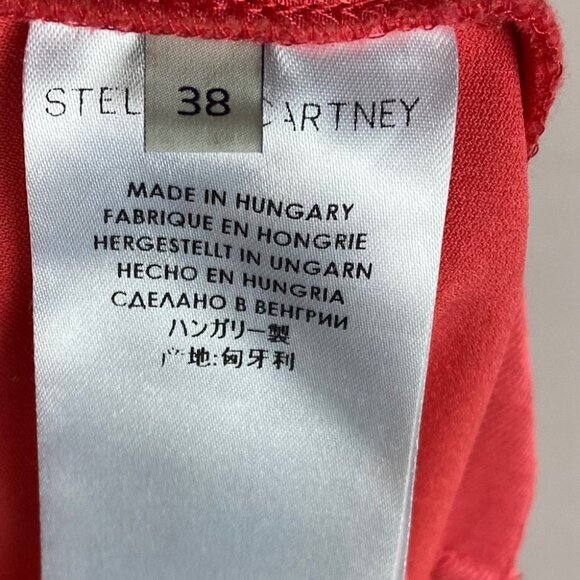 STEL 38 CARTNEY
MADE IN HUNGARY
FABRIQUE EN HONGRIE
HERGESTELLT IN UNGARN
HECHO EN HUNGRIA
СДЕЛАНО В ВЕНГРИИ
ハンガリー製
产地:匈牙利